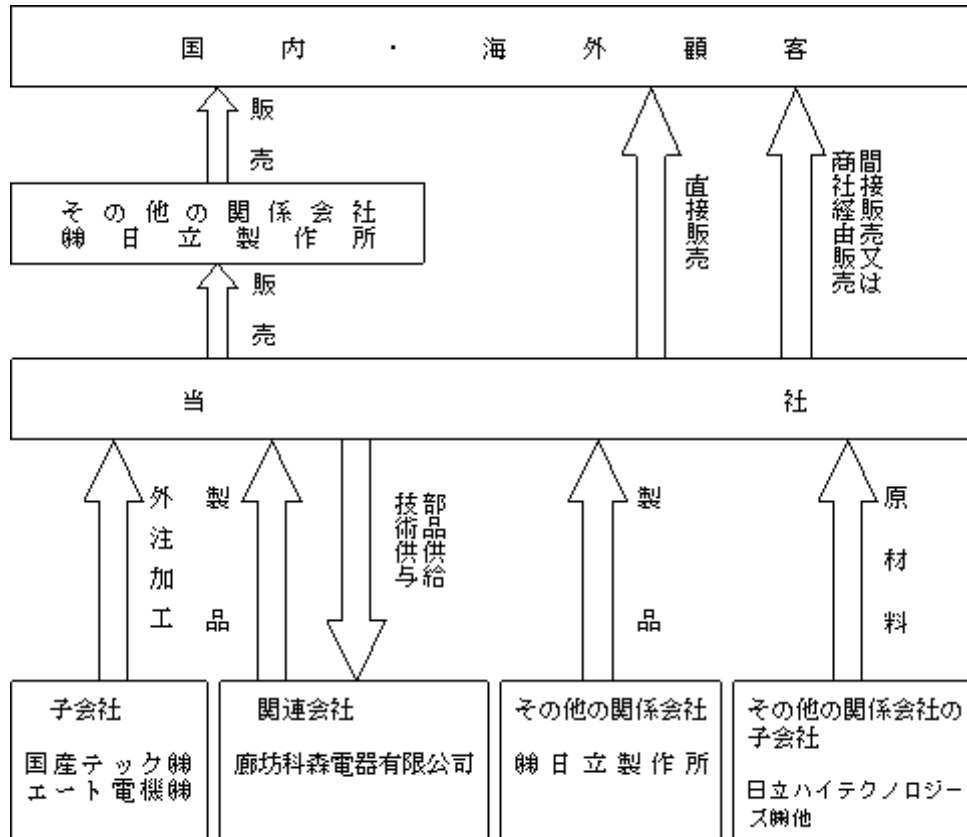 国内・海外顧客
販売
その他の関係会社
㈱日立製作所
販売
直接販売
間接販売又は
商社経由販売
当社
外注加工
製品
部品供給
技術供与
製品
原材料
子会社
国産テック㈱
エート電機㈱
関連会社
廊坊科森電器有限公司
その他の関係会社
㈱日立製作所
その他の関係会社の
子会社
日立ハイテクノロジー
ズ㈱他